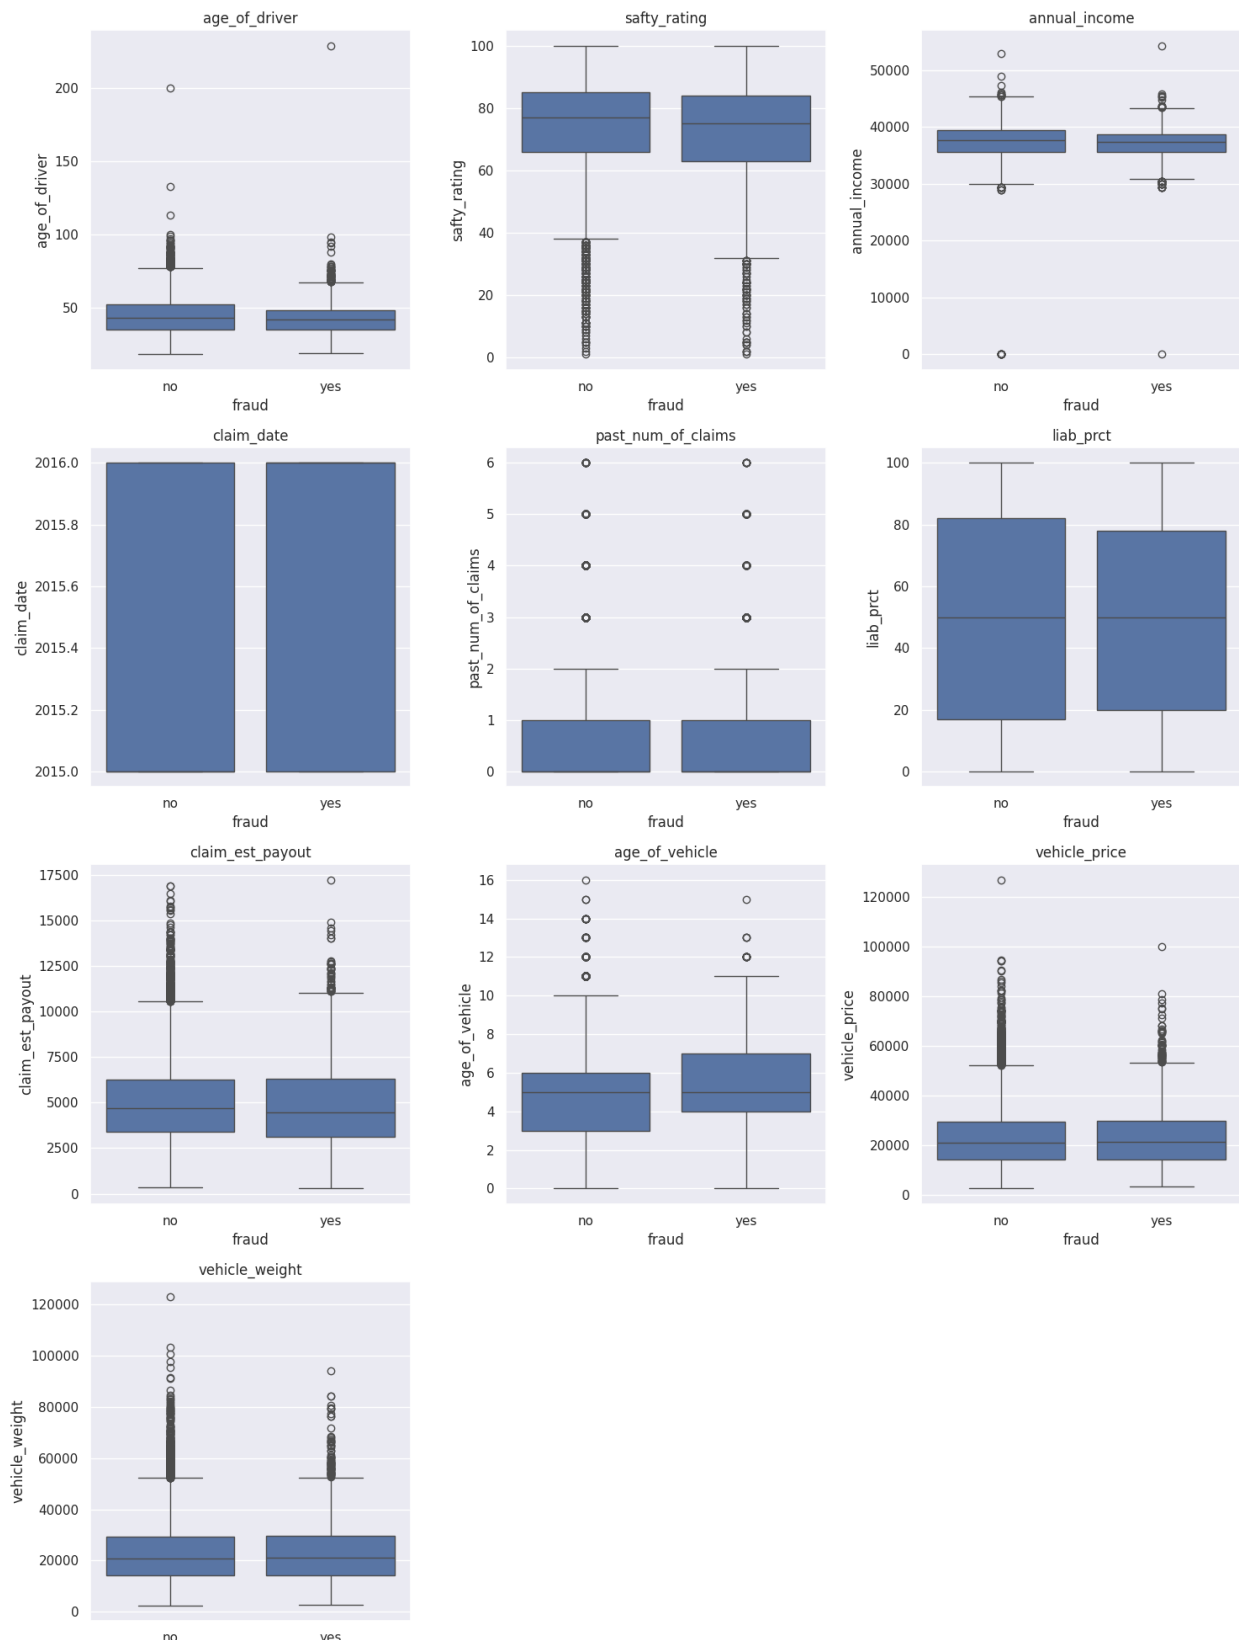 age_of_driver
safty_rating
annual_income
200
150
100
50
age_of_driver
no
yes
fraud
100
80
60
40
20
0
safty_rating
no
yes
fraud
50000
40000
30000
20000
10000
0
annual_income
no
yes
fraud
claim_date
past_num_of_claims
liab_prct
2016.0
2015.8
2015.6
2015.4
2015.2
2015.0
claim_date
no
yes
fraud
6
5
4
3
2
1
0
past_num_of_claims
no
yes
fraud
100
80
60
40
20
0
liab_prct
no
yes
fraud
claim_est_payout
age_of_vehicle
vehicle_price
17500
15000
12500
10000
7500
5000
2500
0
claim_est_payout
no
yes
fraud
16
14
12
10
8
6
4
2
0
age_of_vehicle
no
yes
fraud
120000
100000
80000
60000
40000
20000
0
vehicle_price
no
yes
fraud
vehicle_weight
120000
100000
80000
60000
40000
20000
0
vehicle_weight
no
yes